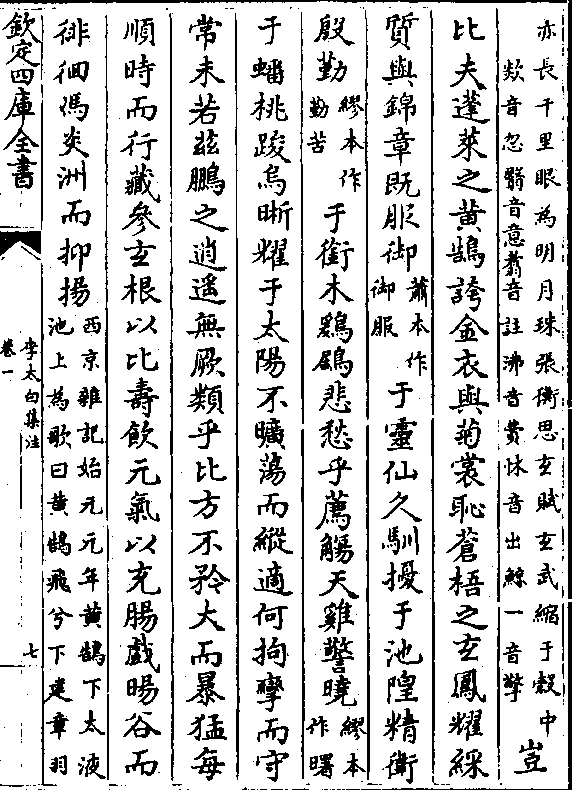 亦長千里眼為明月珠張衡思玄賦玄武縮于殻中
欻音忽翳音意翥音註沸音費怵音出鯨一音擎
豈
比夫蓬萊之黄鵠誇金衣與菊裳恥蒼梧之玄鳳耀綵
質與錦章既服御
蕭本作
御服
于靈仙久馴擾于池隍精衛
殷勤
繆本作
勤苦
于銜木鶢鶋悲愁乎薦觴天雞警曉
繆本
作曙
于蟠桃踆烏晰耀于太陽不曠蕩而縱適何拘攣而守
常未若兹鵬之逍遥無厥類乎比方不矜大而暴猛每
順時而行藏參玄根以比壽飲元氣以充腸戲暘谷而
徘徊馮炎洲而抑揚
西京雜記始元元年黄鵠下太液
池上為歌曰黄鵠飛兮下建章羽
欽定四庫全書
李太白集注
卷一
七